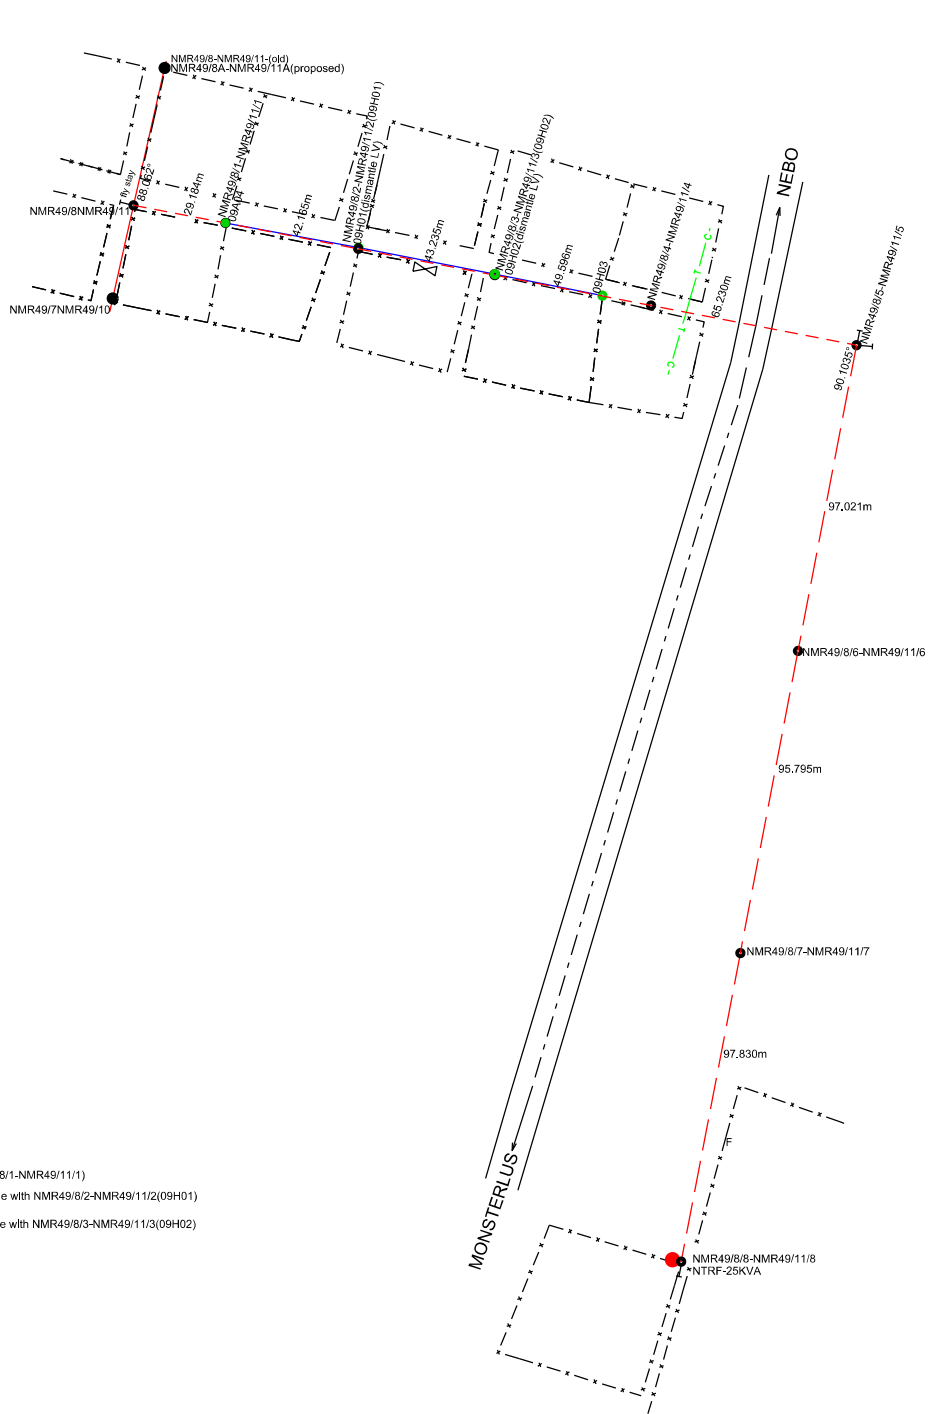 NMR49/8-NMR49/11-(old)
NMR49/8A-NMR49/11A(proposed)
fly stay
88.062°
NMR49/8NMR49/11
29.184m
NMR49/8/1-NMR49/11/1
09A04
42.165m
NMR49/8/2-NMR49/11/2(09H01)
09H01(dismantle LV)
43.235m
NMR49/8/3-NMR49/11/3(09H02)
09H02(dismantle LV)
49.596m
09H03
NMR49/8/4-NMR49/11/4
C
T
T
C
65.230m
NEBO
NMR49/8/5-NMR49/11/5
90.1035°
NMR49/7NMR49/10
97.021m
NMR49/8/6-NMR49/11/6
95.795m
NMR49/8/7-NMR49/11/7
97.830m
F
MONSTERLUS
8/1-NMR49/11/1)
e with NMR49/8/2-NMR49/11/2(09H01)
e with NMR49/8/3-NMR49/11/3(09H02)
NMR49/8/8-NMR49/11/8
NTRF-25KVA